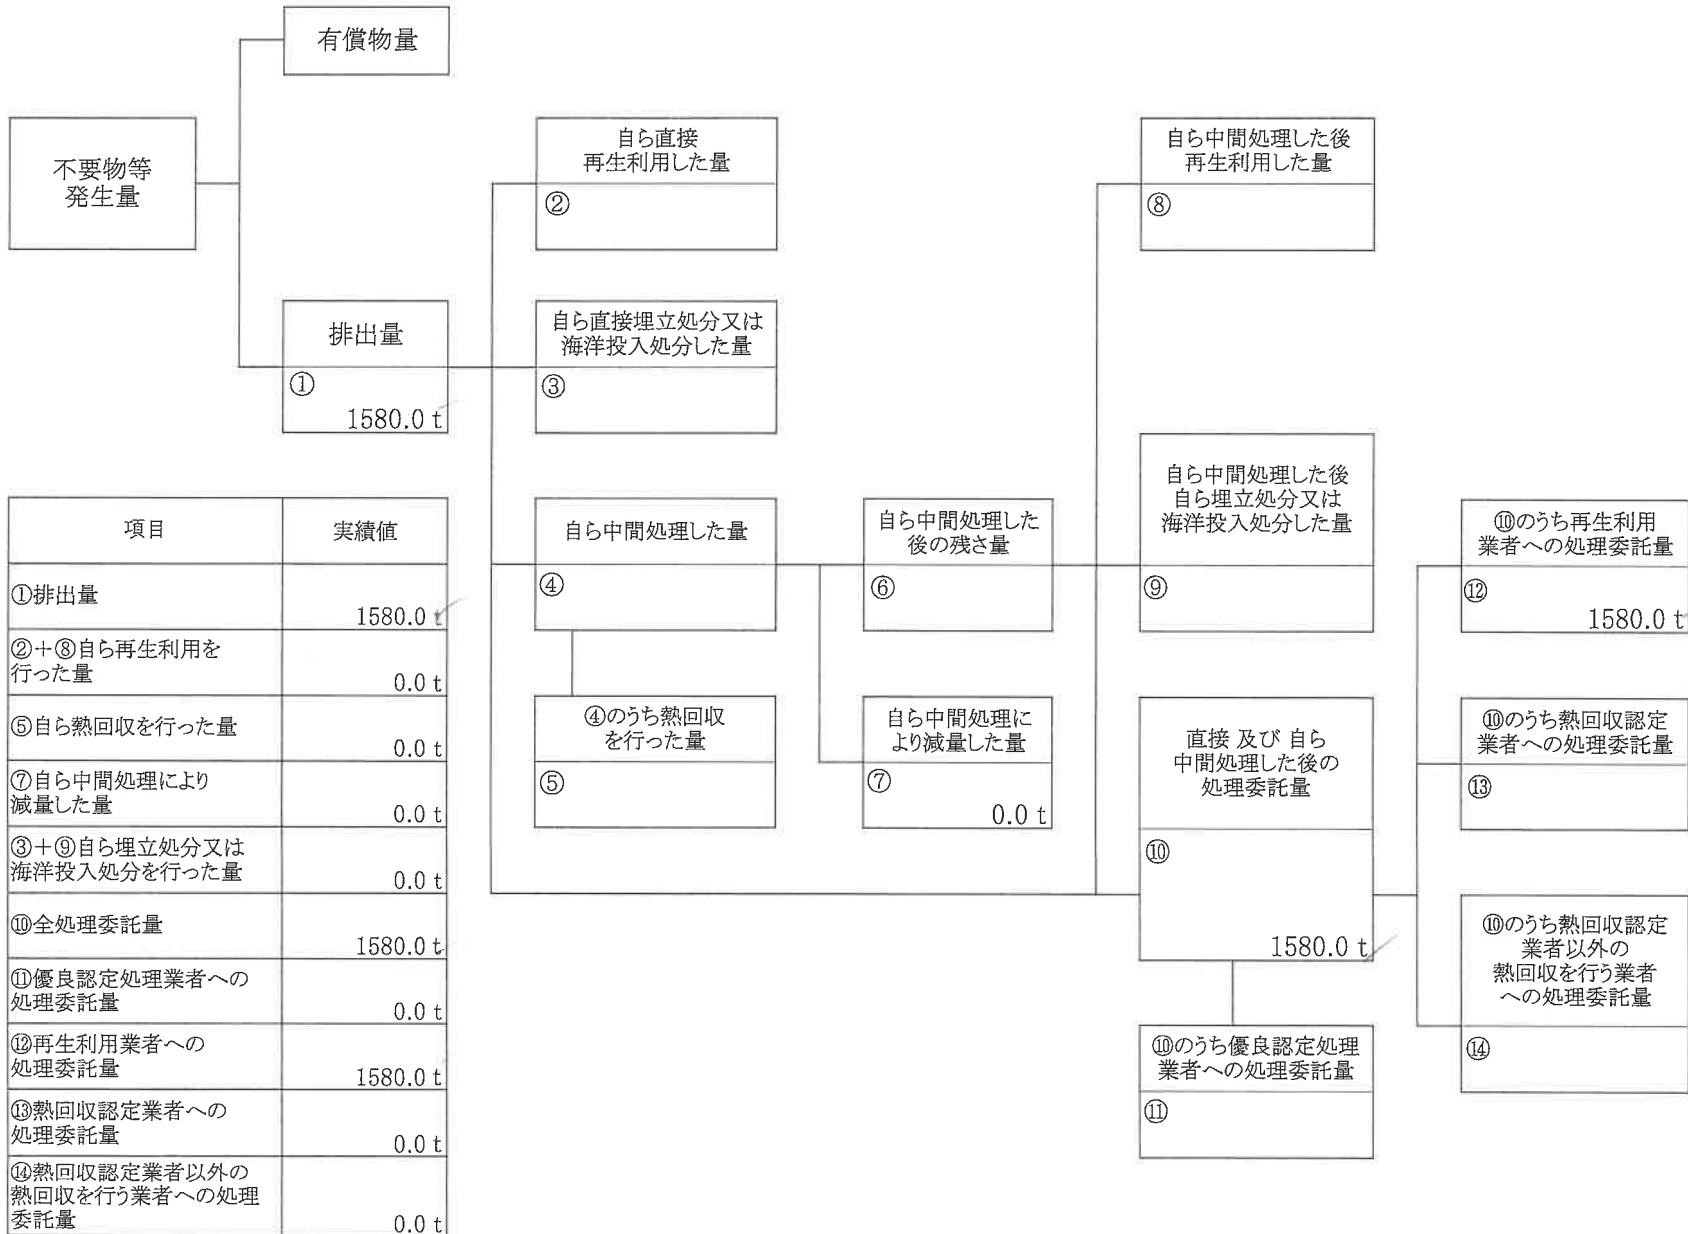 有償物量
不要物等
発生量
排出量
①
1580.0 t
自ら直接
再生利用した量
②
自ら直接埋立処分又は
海洋投入処分した量
③
自ら中間処理した量
④
④のうち熱回収
を行った量
⑤
自ら中間処理した
後の残さ量
⑥
自ら中間処理に
より減量した量
⑦
0.0 t
自ら中間処理した後
再生利用した量
⑧
自ら中間処理した後
自ら埋立処分又は
海洋投入処分した量
⑨
直接 及び 自ら
中間処理した後の
処理委託量
⑩
1580.0 t
⑩のうち優良認定処理
業者への処理委託量
⑪
⑩のうち再生利用
業者への処理委託量
⑫
1580.0 t
⑩のうち熱回収認定
業者への処理委託量
⑬
⑩のうち熱回収認定
業者以外の
熱回収を行う業者
への処理委託量
⑭
項目
実績値
①排出量
1580.0 t
②+⑧自ら再生利用を
行った量
0.0 t
⑤自ら熱回収を行った量
0.0 t
⑦自ら中間処理により
減量した量
0.0 t
③+⑨自ら埋立処分又は
海洋投入処分を行った量
0.0 t
⑩全処理委託量
1580.0 t
⑪優良認定処理業者への
処理委託量
0.0 t
⑫再生利用業者への
処理委託量
1580.0 t
⑬熱回収認定業者への
処理委託量
0.0 t
⑭熱回収認定業者以外の
熱回収を行う業者への処理
委託量
0.0 t